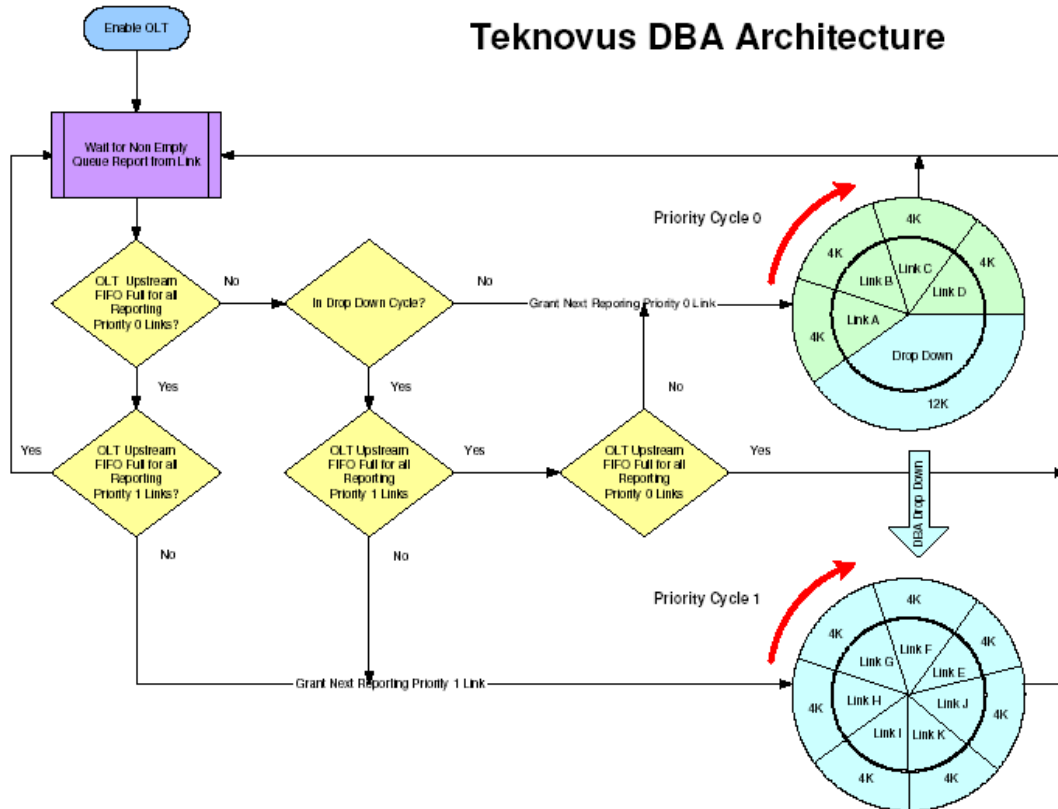 Enable OLT
Teknovus DBA Architecture
Wait for Non Empty
Queue Report from Link
Priority Cycle 0
4K
4K
4K
4K
Link A
Link B
Link C
Link D
Drop Down
12K
OLT Upstream
FIFO Full for all
Reporting
Priority 0 Links?
No
In Drop Down Cycle?
No
Grant Next Reporting Priority 0 Link
Yes
Yes
No
Yes
OLT Upstream
FIFO Full for all
Reporting
Priority 1 Links?
OLT Upstream
FIFO Full for all
Reporting
Priority 1 Links
Yes
OLT Upstream
FIFO Full for all
Reporting
Priority 0 Links
Yes
DBA Drop Down
No
No
Priority Cycle 1
4K
4K
4K
4K
4K
4K
4K
Link F
Link G
Link E
Link H
Link J
Link I
Link K
Grant Next Reporting Priority 1 Link